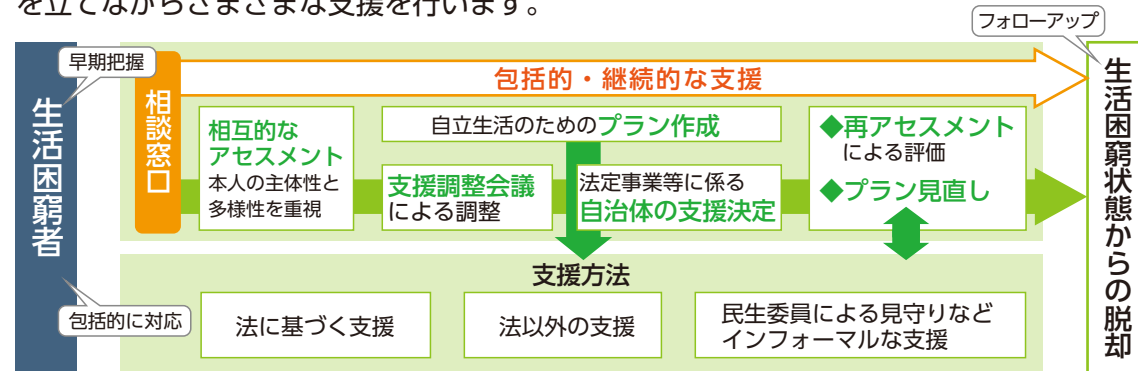 を立てながらさまざまな支援を行います。
フォローアップ
早期把握
生活困窮者
包括的に対応
相談窓口
包括的・継続的な支援
相互的な
アセスメント
本人の主体性と
多様性を重視
自立生活のためのプラン作成
支援調整会議
による調整
法定事業等に係る
自治体の支援決定
◆再アセスメント
による評価
◆プラン見直し
支援方法
法に基づく支援
法以外の支援
民生委員による見守りなど
インフォーマルな支援
生活困窮状態からの脱却